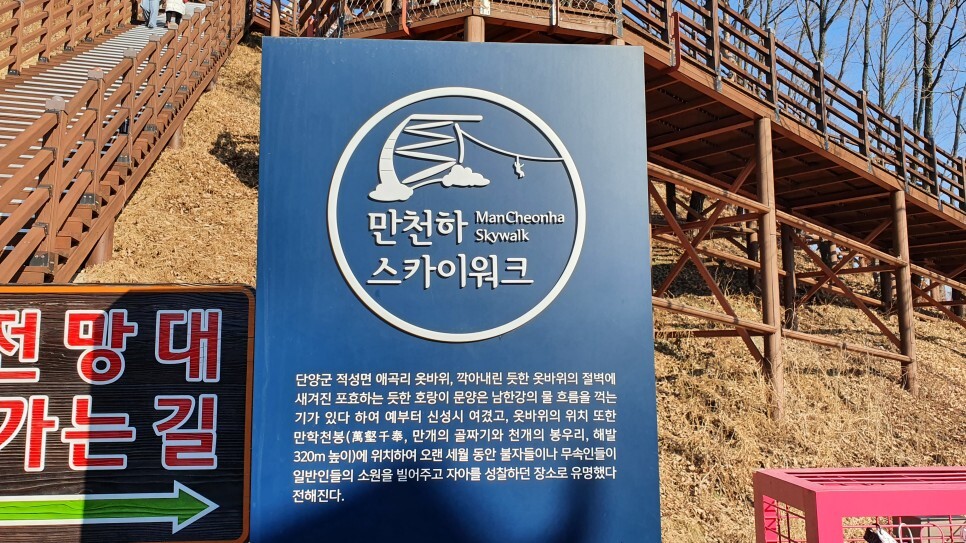 만천하 ManCheonha
Skywalk
스카이워크
단양군 적성면 애곡리 옷바위, 깍아내린 듯한 옷바위의 절벽에
새겨진 포효하는 듯한 호랑이 문양은 남한강의 물 흐름을 꺽는
기가 있다 하여 예부터 신성시 여겼고, 옷바위의 위치 또한
만학천봉(萬壑千奉, 만개의 골짜기와 천개의 봉우리, 해발
320m 높이)에 위치하여 오랜 세월 동안 불자들이나 무속인들이
일반인들의 소원을 빌어주고 자아를 성찰하던 장소로 유명했다
전해진다.
전망대
가는길